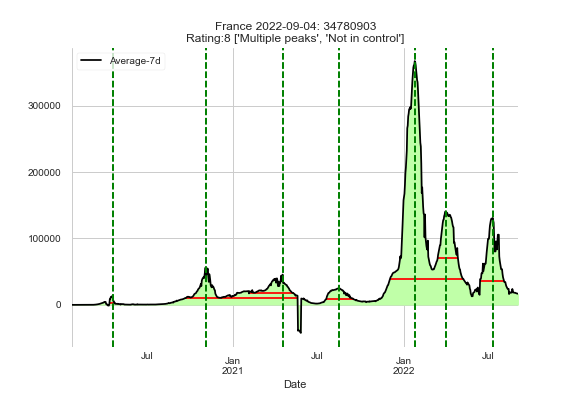 France 2022-09-04: 34780903
Rating:8 ['Multiple peaks', 'Not in control']
Average-7d
300000
200000
100000
0
Jul
Jan
2021
Jul
Jan
2022
Jul
Date